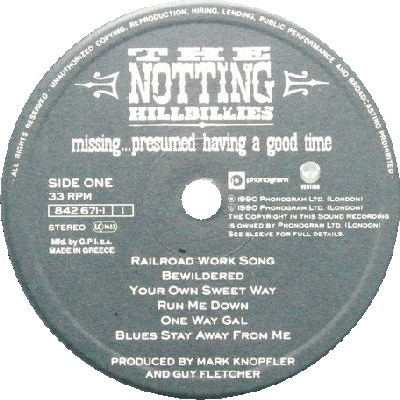 ALL RIGHTS RESERVED. UNAUTHORIZED COPYING, REPRODUCTION, HIRING, LENDING, PUBLIC PERFORMANCE AND BROADCASTING PROHIBITED
THE
NOTTING
HILLBILLIES
missing...presumed having a good time
SIDE ONE
33 RPM
842 671-1 1
STEREO LC 1483
Mfd. by G.P.I. s.a.
MADE IN GREECE
phonogram
VERTIGO
℗ 1990 PHONOGRAM LTD. (LONDON)
© 1990 PHONOGRAM LTD. (LONDON)
THE COPYRIGHT IN THIS SOUND RECORDING
IS OWNED BY PHONOGRAM LTD. (LONDON)
SEE SLEEVE FOR FULL DETAILS.
RAILROAD WORK SONG
BEWILDERED
YOUR OWN SWEET WAY
RUN ME DOWN
ONE WAY GAL
BLUES STAY AWAY FROM ME
PRODUCED BY MARK KNOPFLER
AND GUY FLETCHER